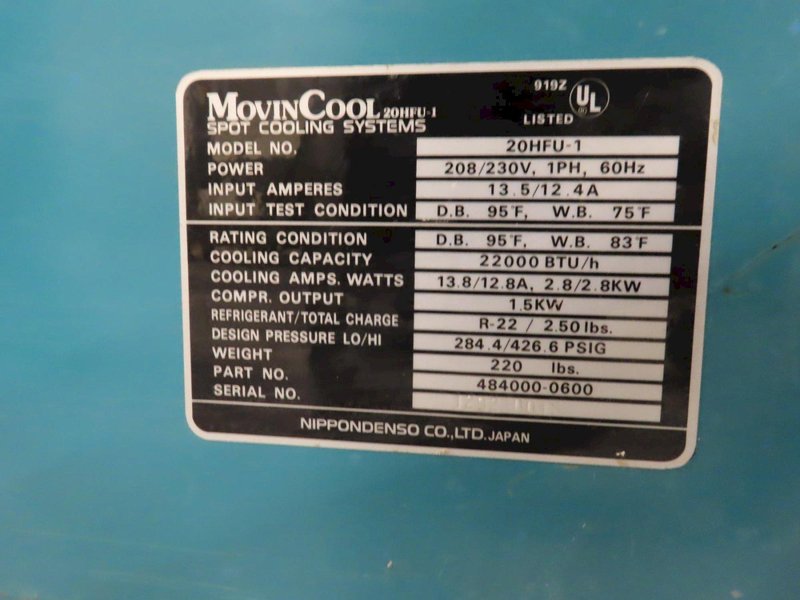 919Z
MOVINCOOL 20HFU-1 UL
SPOT COOLING SYSTEMS LISTED
MODEL NO. 20HFU-1
POWER 208/230V, 1PH, 60Hz
INPUT AMPERES 13.5/12.4A
INPUT TEST CONDITION D.B. 95°F, W.B. 75°F
RATING CONDITION D.B. 95°F, W.B. 83°F
COOLING CAPACITY 22000 BTU/h
COOLING AMPS. WATTS 13.8/12.8A, 2.8/2.8KW
COMPR. OUTPUT 1.5KW
REFRIGERANT/TOTAL CHARGE R-22 / 2.50 lbs.
DESIGN PRESSURE LO/HI 284.4/426.6 PSIG
WEIGHT 220 lbs.
PART NO. 484000-0600
SERIAL NO.
NIPPONDENSO CO.,LTD. JAPAN